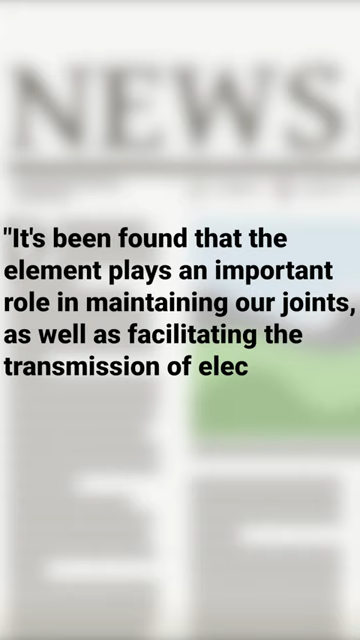 NEWS
"It's been found that the
element plays an important
role in maintaining our joints,
as well as facilitating the
transmission of elec